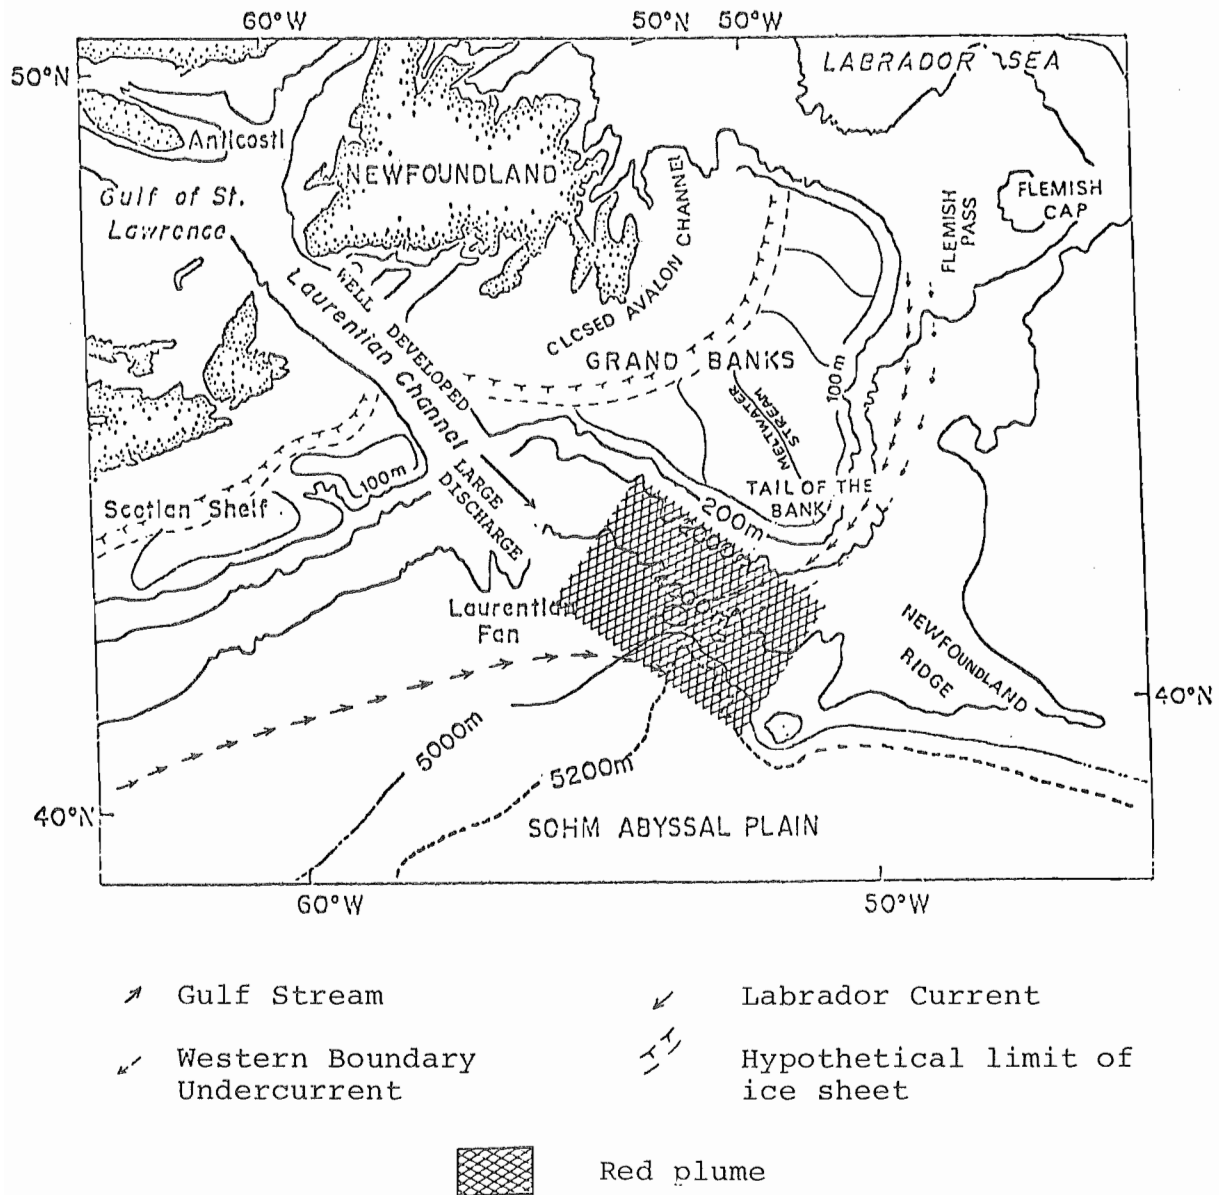 60°W
50°N 50°W
50°N
LABRADOR SEA
Anticosti
NEWFOUNDLAND
Gulf of St.
Lawrence
CLOSED AVALON CHANNEL
FLEMISH
PASS
FLEMISH
CAP
WELL DEVELOPED
Laurentian Channel
LARGE
DISCHARGE
GRAND BANKS
100m
MELTWATER
STREAM
100m
Scotian Shelf
TAIL OF THE
BANK
200m
Laurentian
Fan
NEWFOUNDLAND
RIDGE
40°N
5000m
5200m
40°N
SOHM ABYSSAL PLAIN
60°W
50°W
Gulf Stream
Labrador Current
Western Boundary
Undercurrent
Hypothetical limit of
ice sheet
Red plume